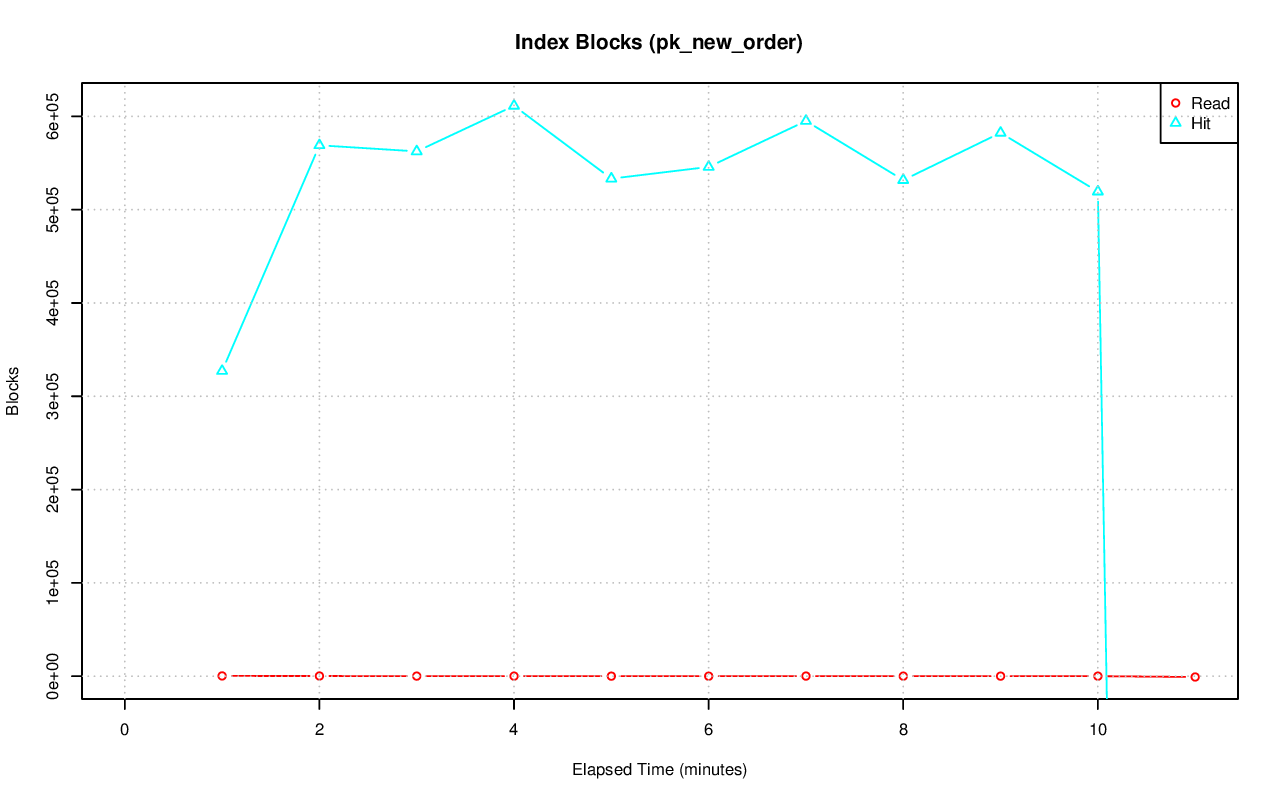 Index Blocks (pk_new_order)
Read
Hit
Blocks
6e+05
5e+05
4e+05
3e+05
2e+05
1e+05
0e+00
0 2 4 6 8 10
Elapsed Time (minutes)